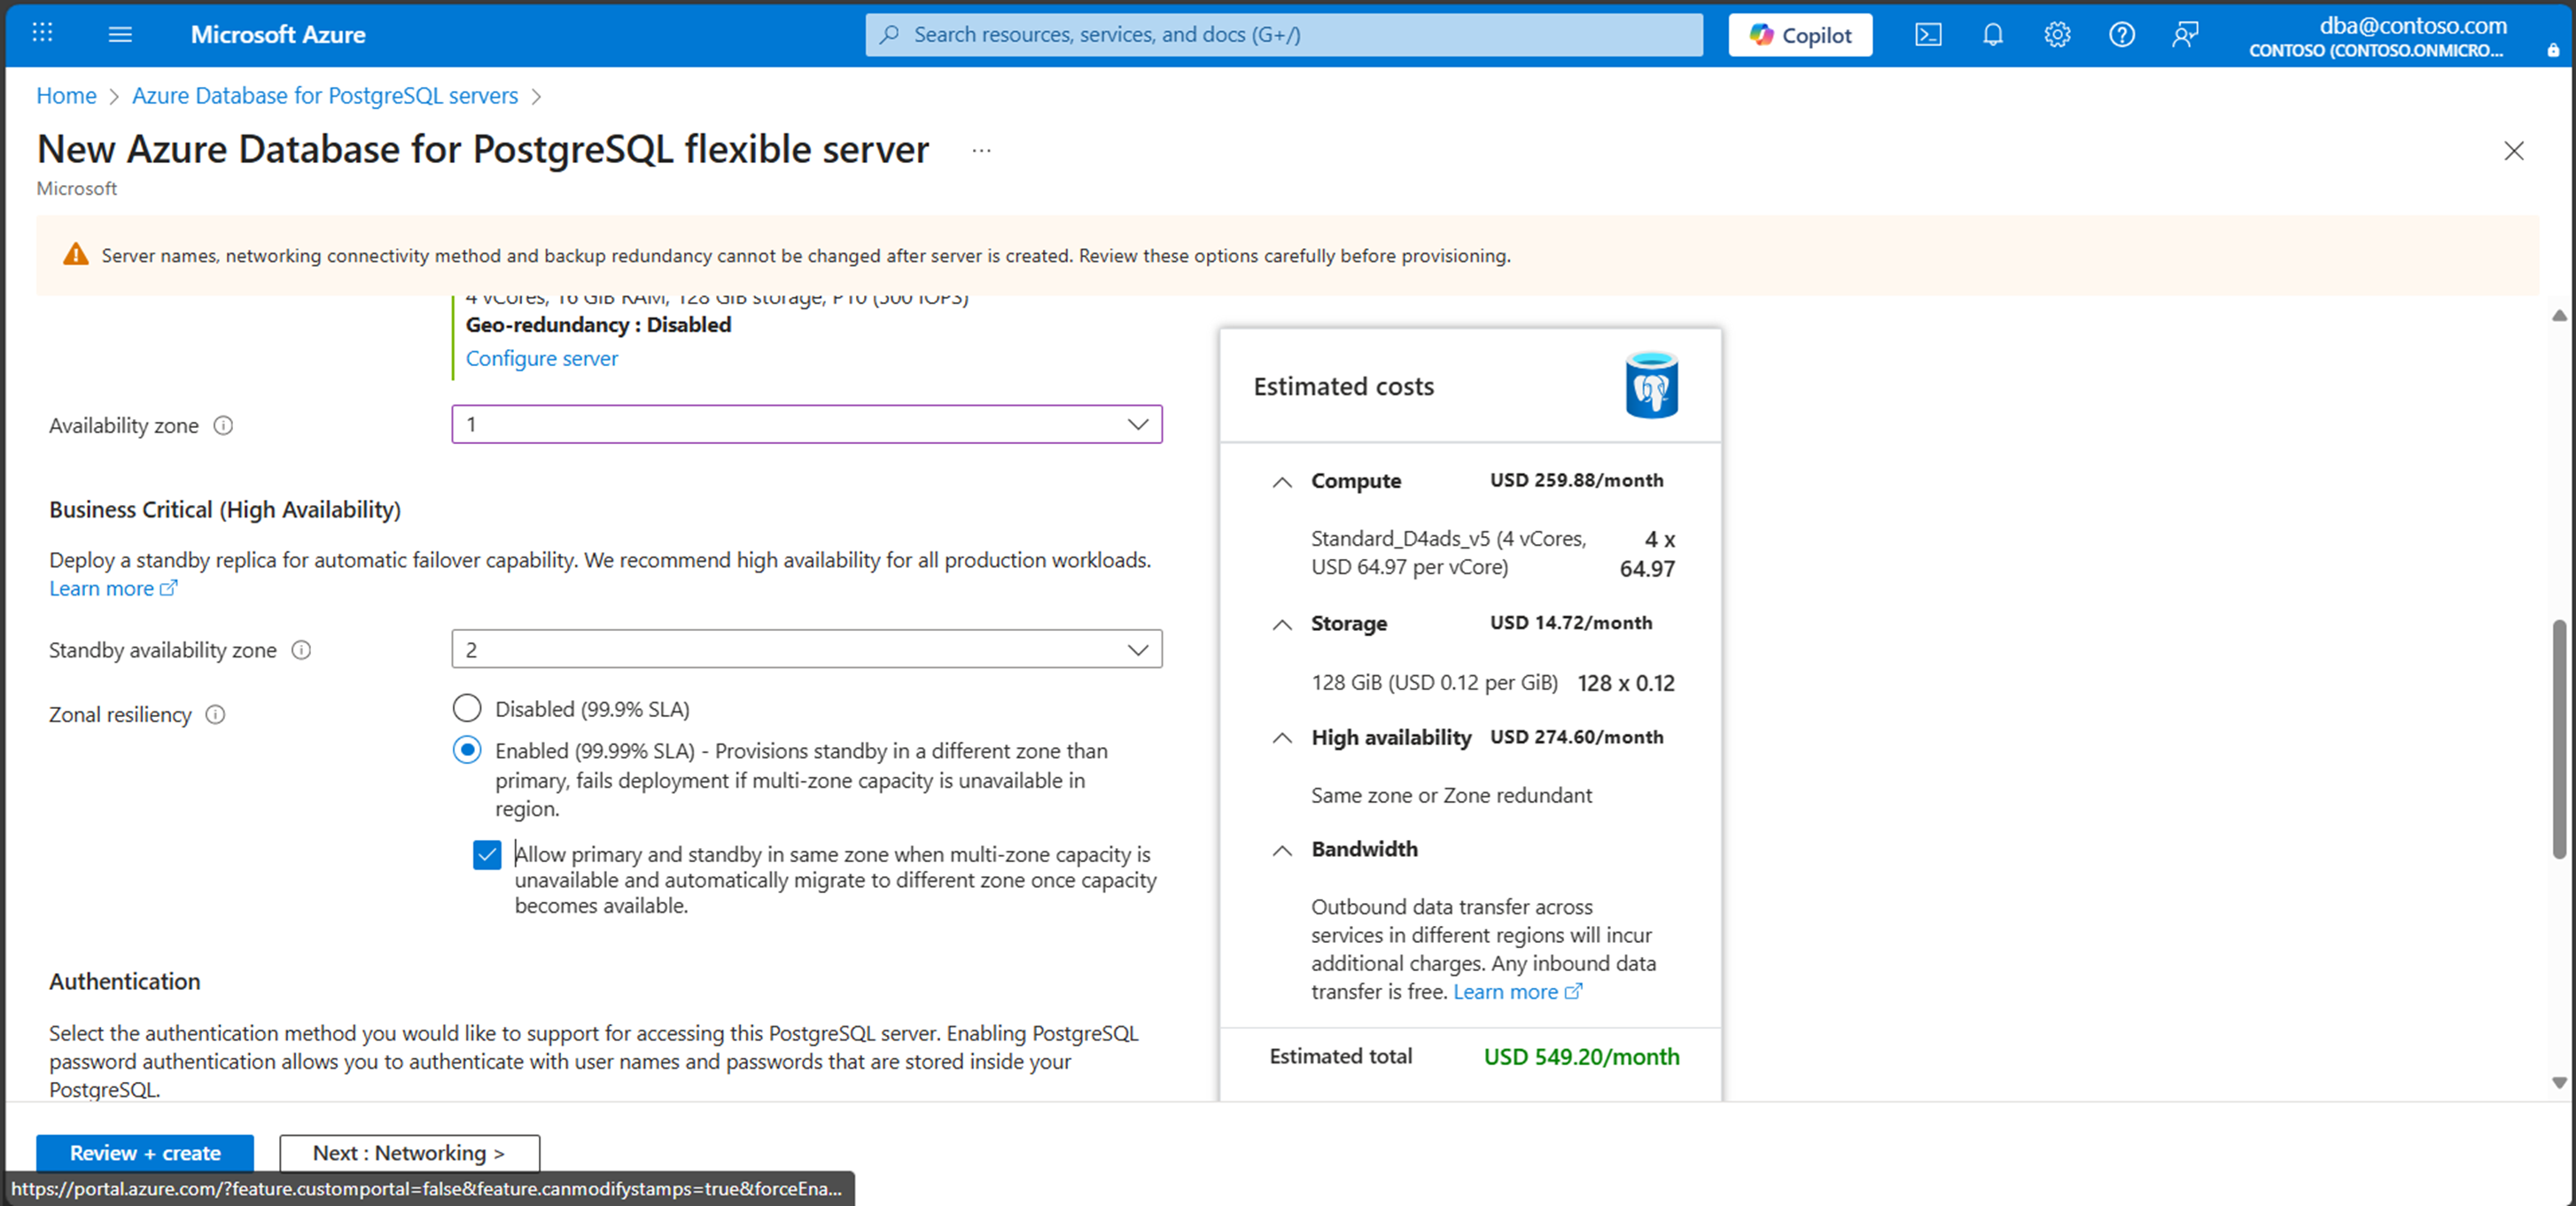 Microsoft Azure
Search resources, services, and docs (G+/)
Copilot
dba@contoso.com
CONTOSO (CONTOSO.ONMICRO...
Home > Azure Database for PostgreSQL servers >
New Azure Database for PostgreSQL flexible server ...
Microsoft
Server names, networking connectivity method and backup redundancy cannot be changed after server is created. Review these options carefully before provisioning.
4 vCores, 16 GiB RAM, 128 GiB storage, P10 (500 IOPS)
Geo-redundancy : Disabled
Configure server
Availability zone
1
Business Critical (High Availability)
Deploy a standby replica for automatic failover capability. We recommend high availability for all production workloads.
Learn more
Standby availability zone
2
Zonal resiliency
Disabled (99.9% SLA)
Enabled (99.99% SLA) - Provisions standby in a different zone than
primary, fails deployment if multi-zone capacity is unavailable in
region.
Allow primary and standby in same zone when multi-zone capacity is
unavailable and automatically migrate to different zone once capacity
becomes available.
Authentication
Select the authentication method you would like to support for accessing this PostgreSQL server. Enabling PostgreSQL
password authentication allows you to authenticate with user names and passwords that are stored inside your
PostgreSQL.
Estimated costs
Compute USD 259.88/month
Standard_D4ads_v5 (4 vCores, 4 x
USD 64.97 per vCore) 64.97
Storage USD 14.72/month
128 GiB (USD 0.12 per GiB) 128 x 0.12
High availability USD 274.60/month
Same zone or Zone redundant
Bandwidth
Outbound data transfer across
services in different regions will incur
additional charges. Any inbound data
transfer is free. Learn more
Estimated total USD 549.20/month
Review + create
Next : Networking >
https://portal.azure.com/?feature.customportal=false&feature.canmodifystamps=true&forceEna...